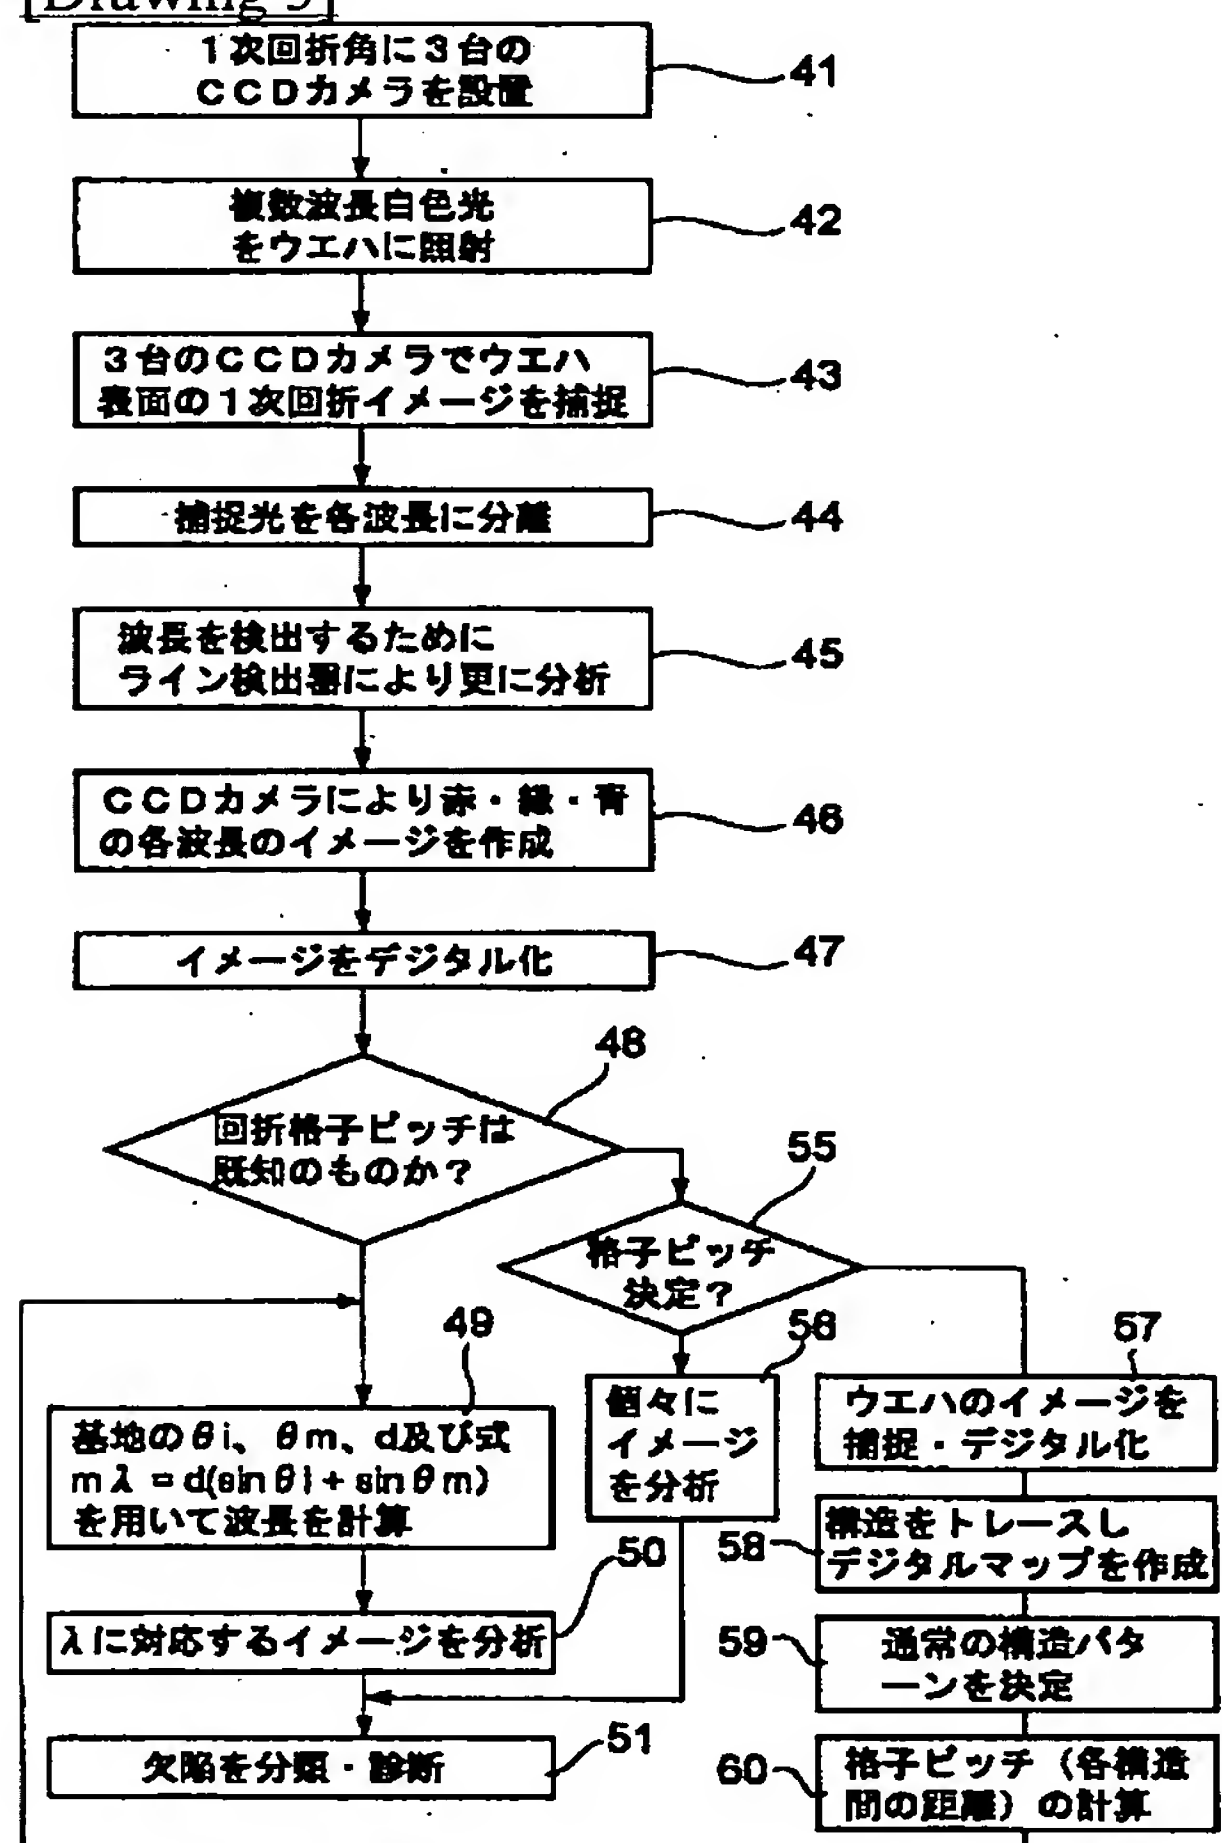 [Drawing 9]
1次回折角に3台の
CCDカメラを設置
41
複数波長白色光
をウエハに照射
42
3台のCCDカメラでウエハ
表面の1次回折イメージを捕捉
43
捕捉光を各波長に分離
44
波長を検出するために
ライン検出器により更に分析
45
CCDカメラにより赤・緑・青
の各波長のイメージを作成
46
イメージをデジタル化
47
48
回折格子ピッチは
既知のものか?
55
格子ピッチ
決定?
49
基地のθi、θm、d及び式
mλ=d(sinθi+sinθm)
を用いて波長を計算
56
個々に
イメージ
を分析
57
ウエハのイメージを
捕捉・デジタル化
58
構造をトレースし
デジタルマップを作成
50
λに対応するイメージを分析
59
通常の構造パタ
ーンを決定
51
欠陥を分類・診断
60
格子ピッチ(各構造
間の距離)の計算